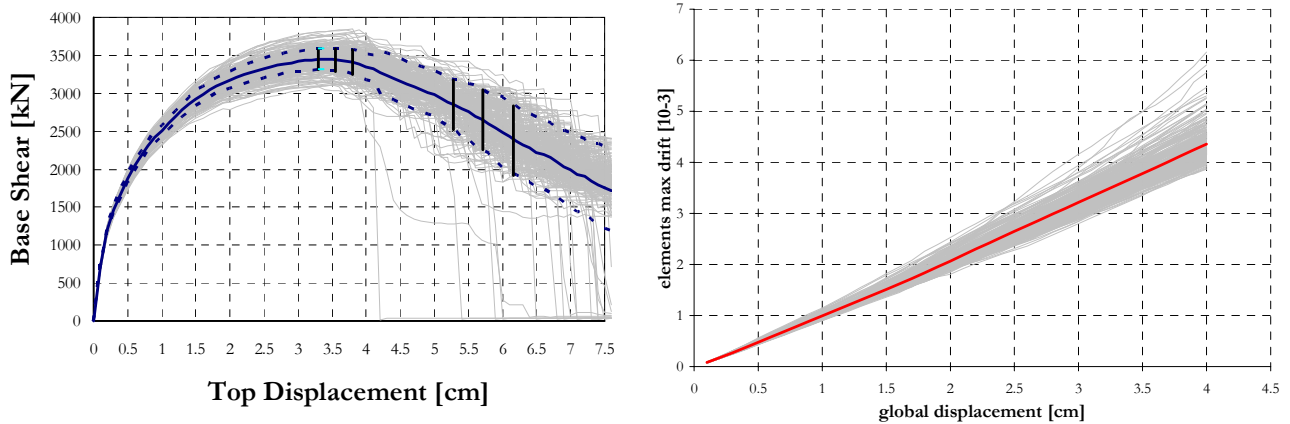 4000
3500
3000
2500
2000
1500
1000
500
0
Base Shear [kN]
0 0.5 1 1.5 2 2.5 3 3.5 4 4.5 5 5.5 6 6.5 7 7.5
Top Displacement [cm]
7
6
5
4
3
2
1
0
elements max drift [10-3]
0 0.5 1 1.5 2 2.5 3 3.5 4 4.5
global displacement [cm]